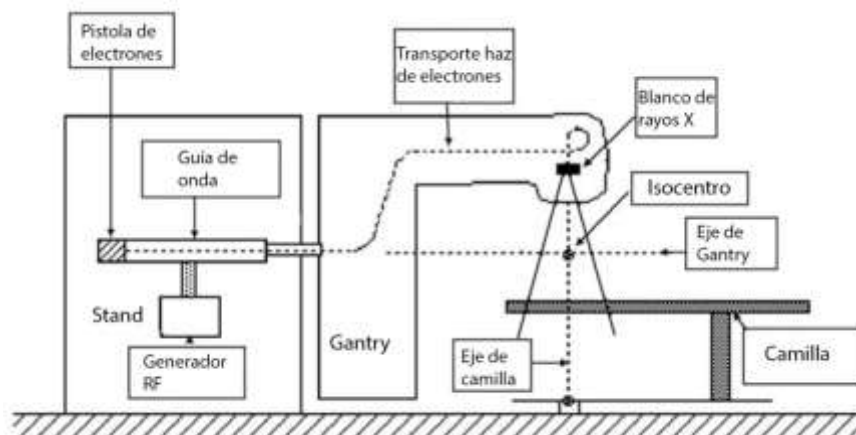 Pistola de
electrones
Transporte haz
de electrones
Blanco de
rayos X
Guía de
onda
Isocentro
Eje de
Gantry
Stand
Generador
RF
Gantry
Eje de
camilla
Camilla